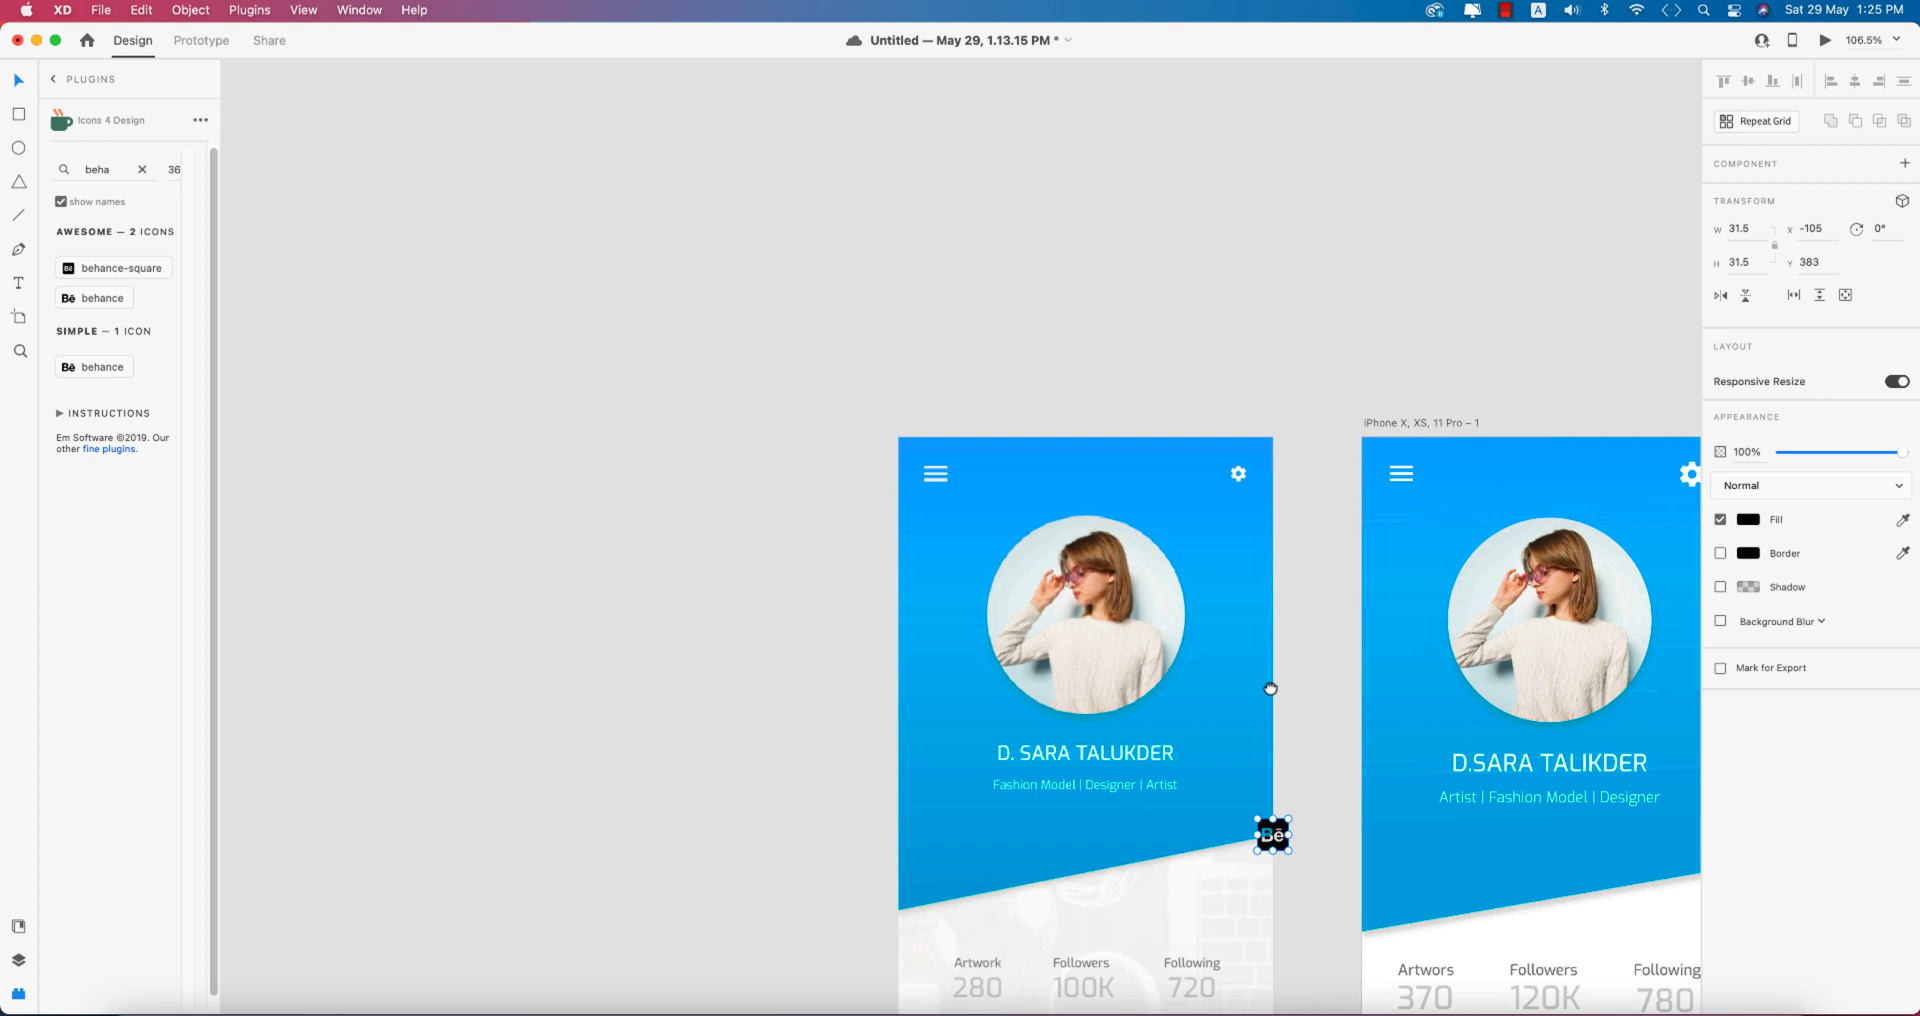 XD File Edit Object Plugins View Window Help
A
Sat 29 May 1:25 PM
Design Prototype Share
Untitled — May 29, 1.13.15 PM *
106.5%
PLUGINS
Icons 4 Design
beha
36
show names
AWESOME — 2 ICONS
Bē behance-square
Bē behance
SIMPLE — 1 ICON
Bē behance
INSTRUCTIONS
Em Software ©2019. Our
other fine plugins.
D. SARA TALUKDER
Fashion Model | Designer | Artist
Bē
Artwork Followers Following
280 100K 720
iPhone X, XS, 11 Pro – 1
D.SARA TALIKDER
Artist | Fashion Model | Designer
Artwors Followers Following
370 120K 780
Repeat Grid
COMPONENT
TRANSFORM
W 31.5 X -105 0°
H 31.5 Y 383
LAYOUT
Responsive Resize
APPEARANCE
100%
Normal
Fill
Border
Shadow
Background Blur
Mark for Export